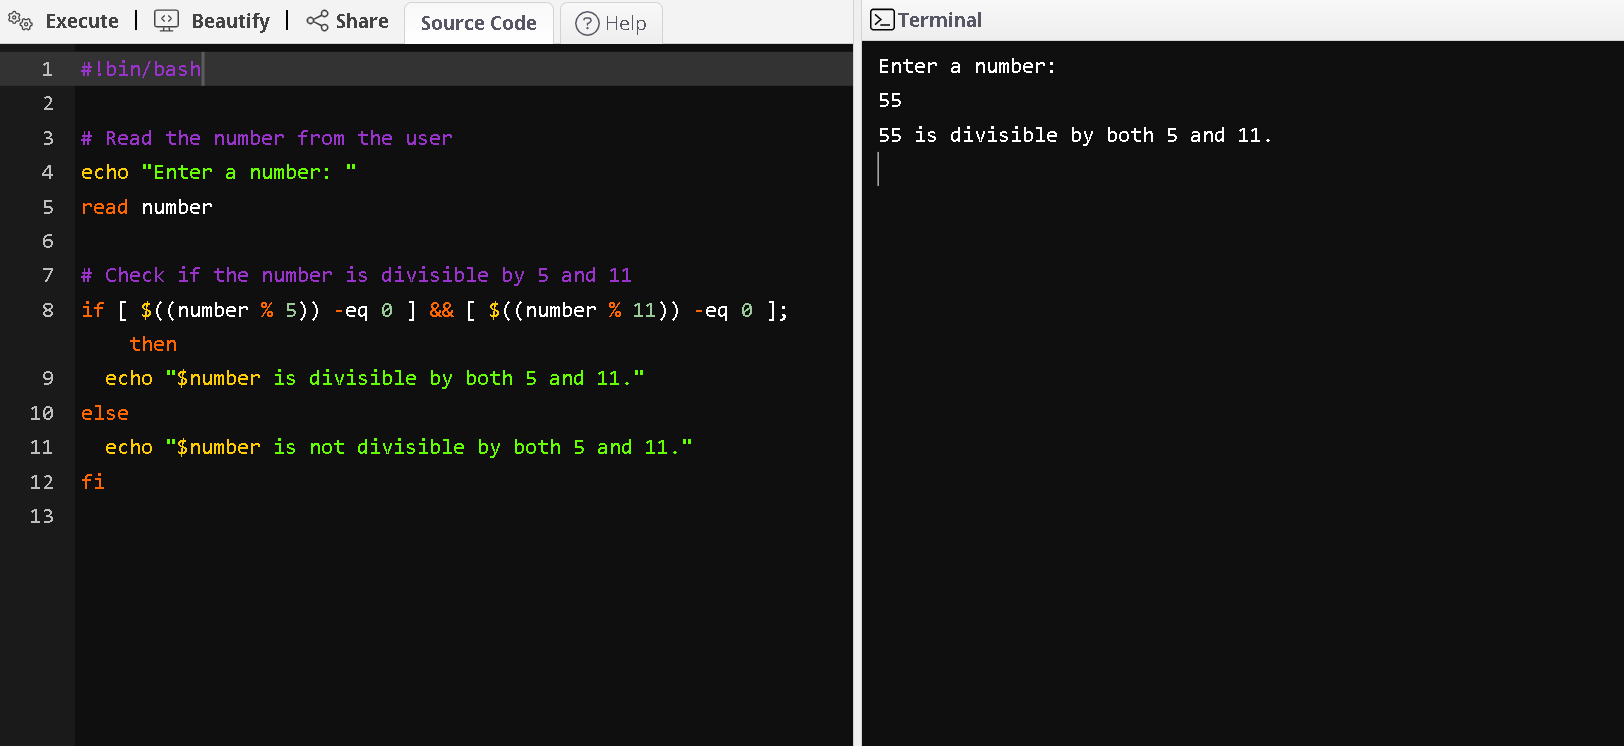 Execute | Beautify | Share Source Code Help
1 #!bin/bash
2
3 # Read the number from the user
4 echo "Enter a number: "
5 read number
6
7 # Check if the number is divisible by 5 and 11
8 if [ $((number % 5)) -eq 0 ] && [ $((number % 11)) -eq 0 ];
then
9 echo "$number is divisible by both 5 and 11."
10 else
11 echo "$number is not divisible by both 5 and 11."
12 fi
13
Terminal
Enter a number:
55
55 is divisible by both 5 and 11.